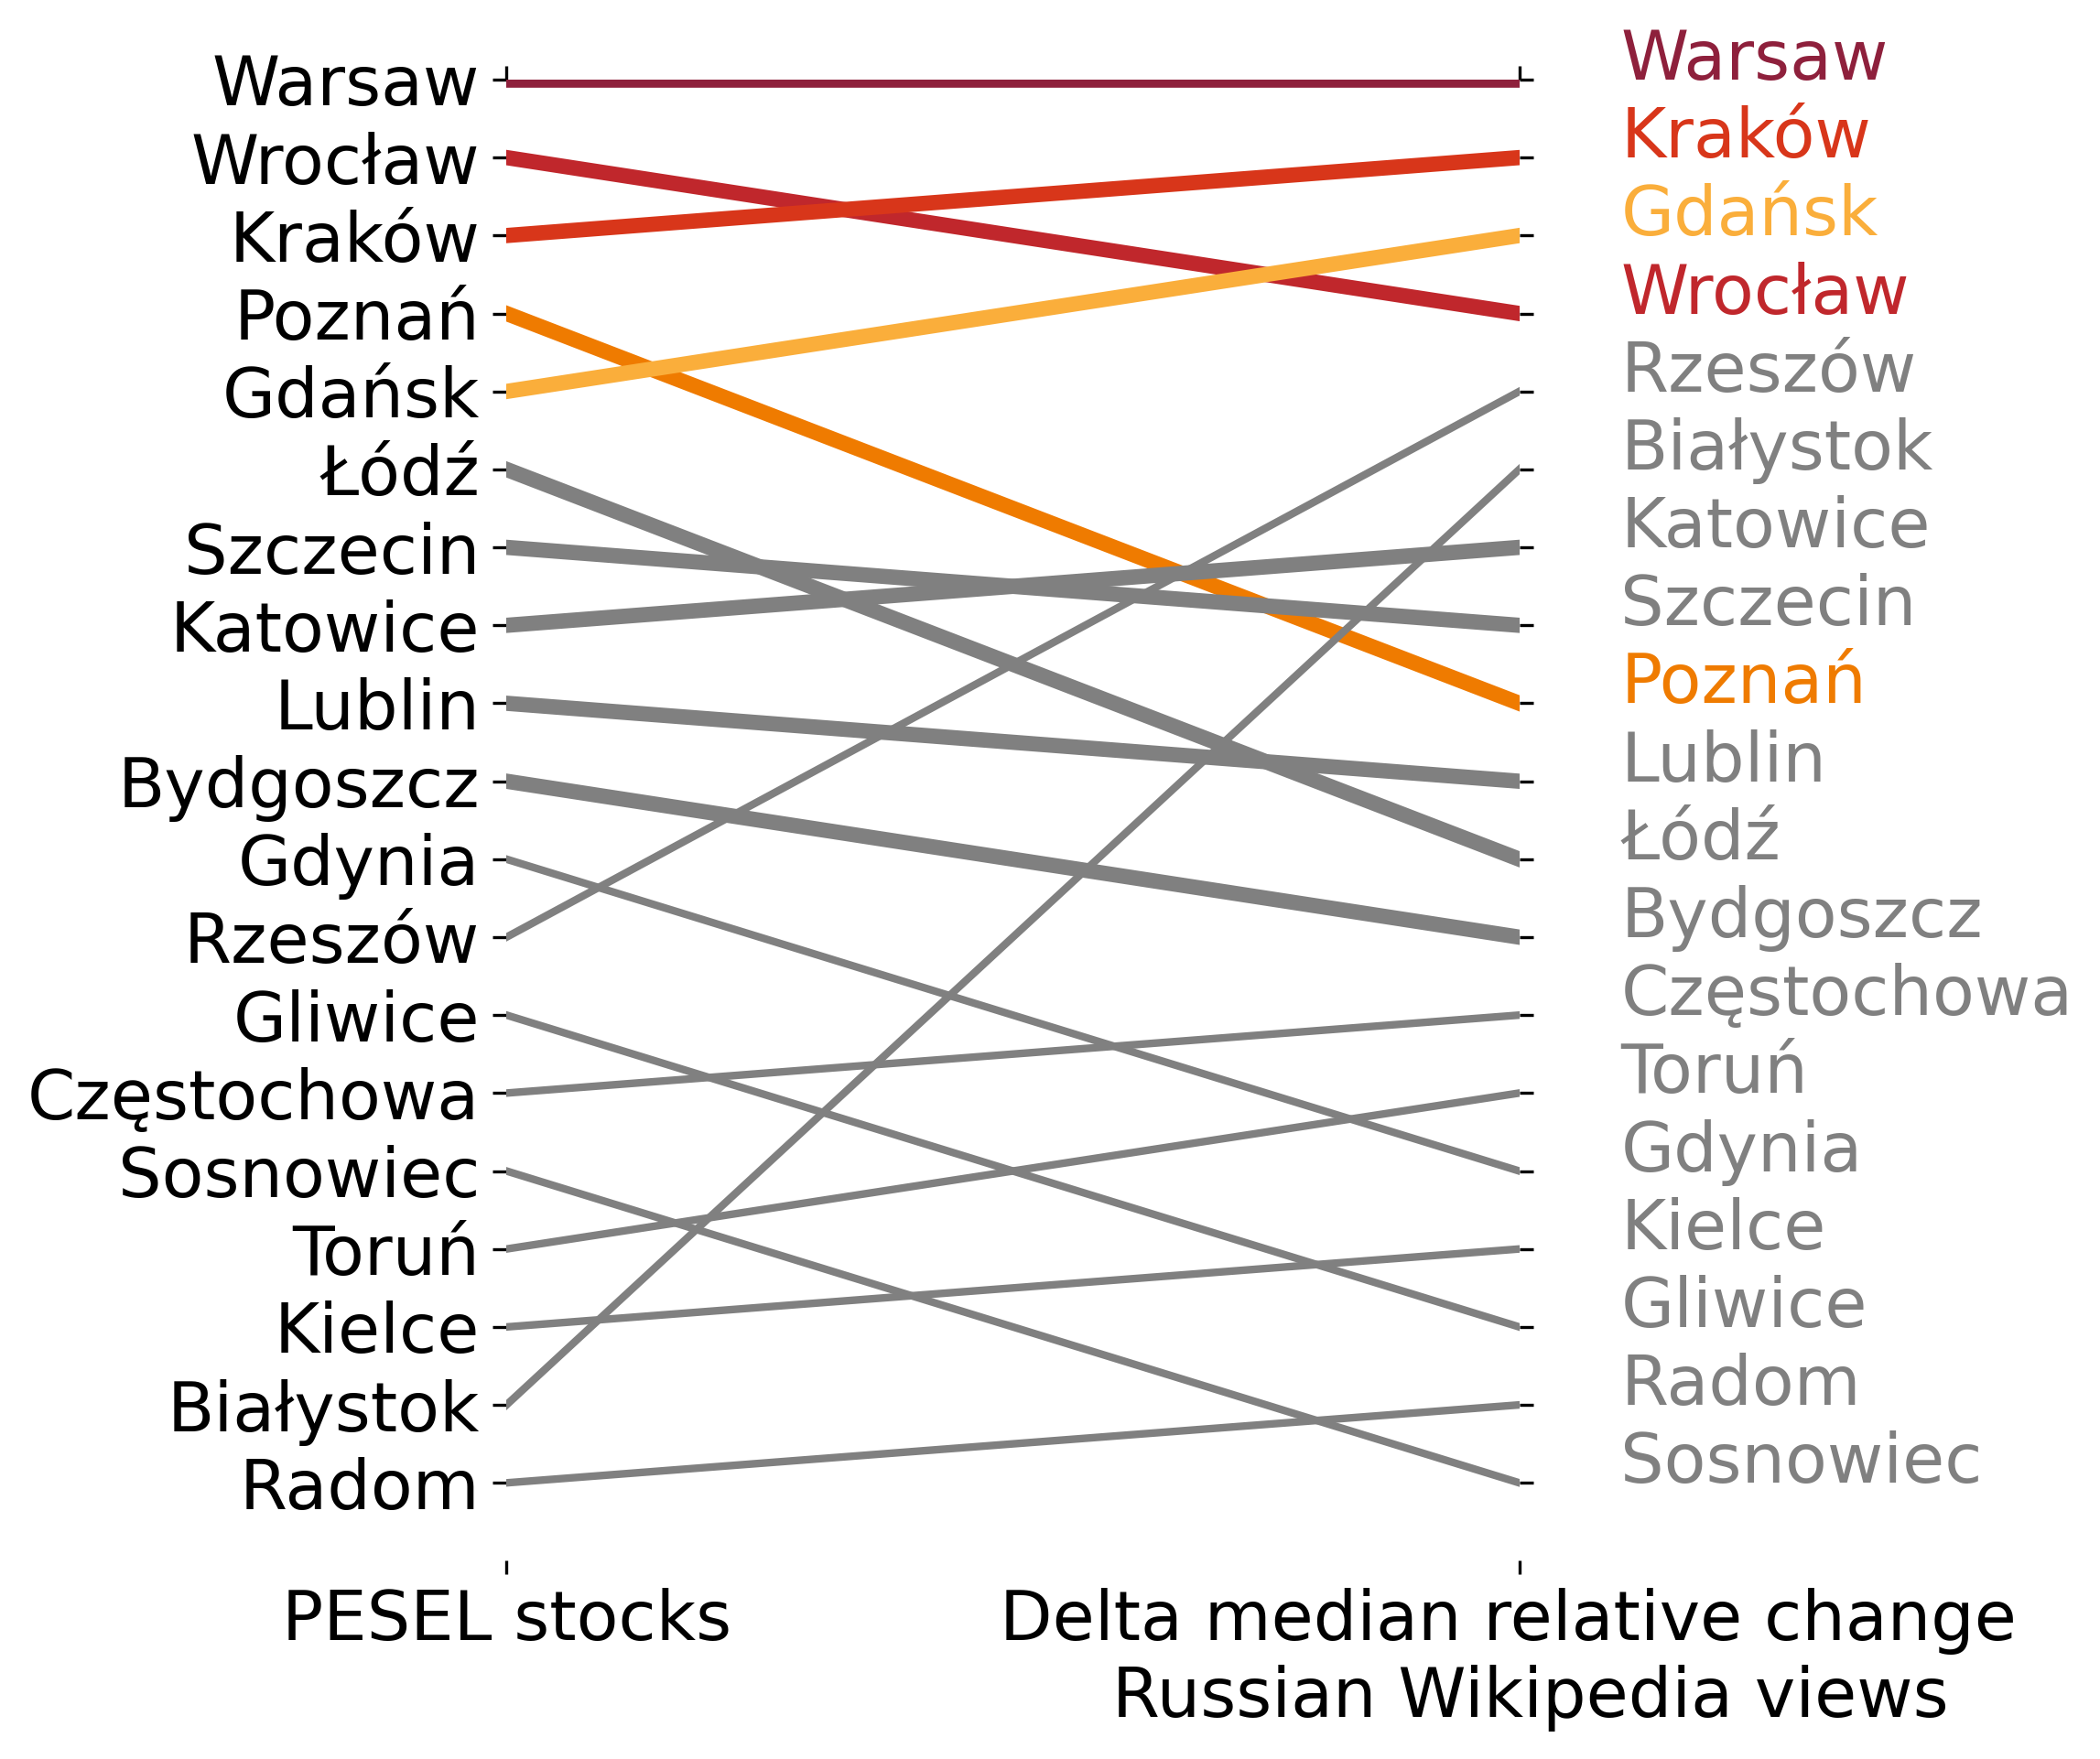 Warsaw
Wrocław
Kraków
Poznań
Gdańsk
Łódź
Szczecin
Katowice
Lublin
Bydgoszcz
Gdynia
Rzeszów
Gliwice
Częstochowa
Sosnowiec
Toruń
Kielce
Białystok
Radom
Warsaw
Kraków
Gdańsk
Wrocław
Rzeszów
Białystok
Katowice
Szczecin
Poznań
Lublin
Łódź
Bydgoszcz
Częstochowa
Toruń
Gdynia
Kielce
Gliwice
Radom
Sosnowiec
PESEL stocks
Delta median relative change
Russian Wikipedia views